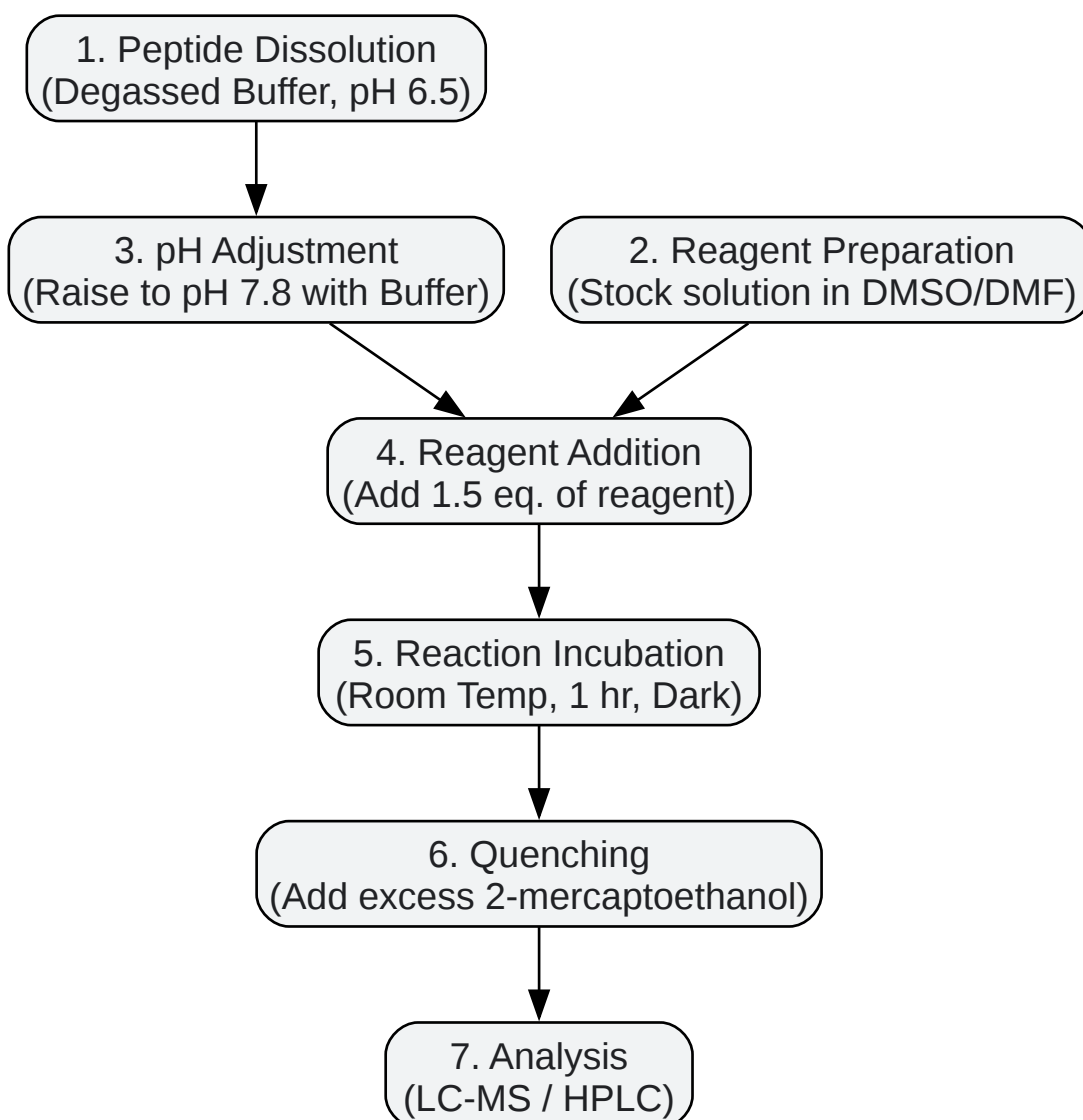 1. Peptide Dissolution
(Degassed Buffer, pH 6.5)
3. pH Adjustment
(Raise to pH 7.8 with Buffer)
2. Reagent Preparation
(Stock solution in DMSO/DMF)
4. Reagent Addition
(Add 1.5 eq. of reagent)
5. Reaction Incubation
(Room Temp, 1 hr, Dark)
6. Quenching
(Add excess 2-mercaptoethanol)
7. Analysis
(LC-MS / HPLC)